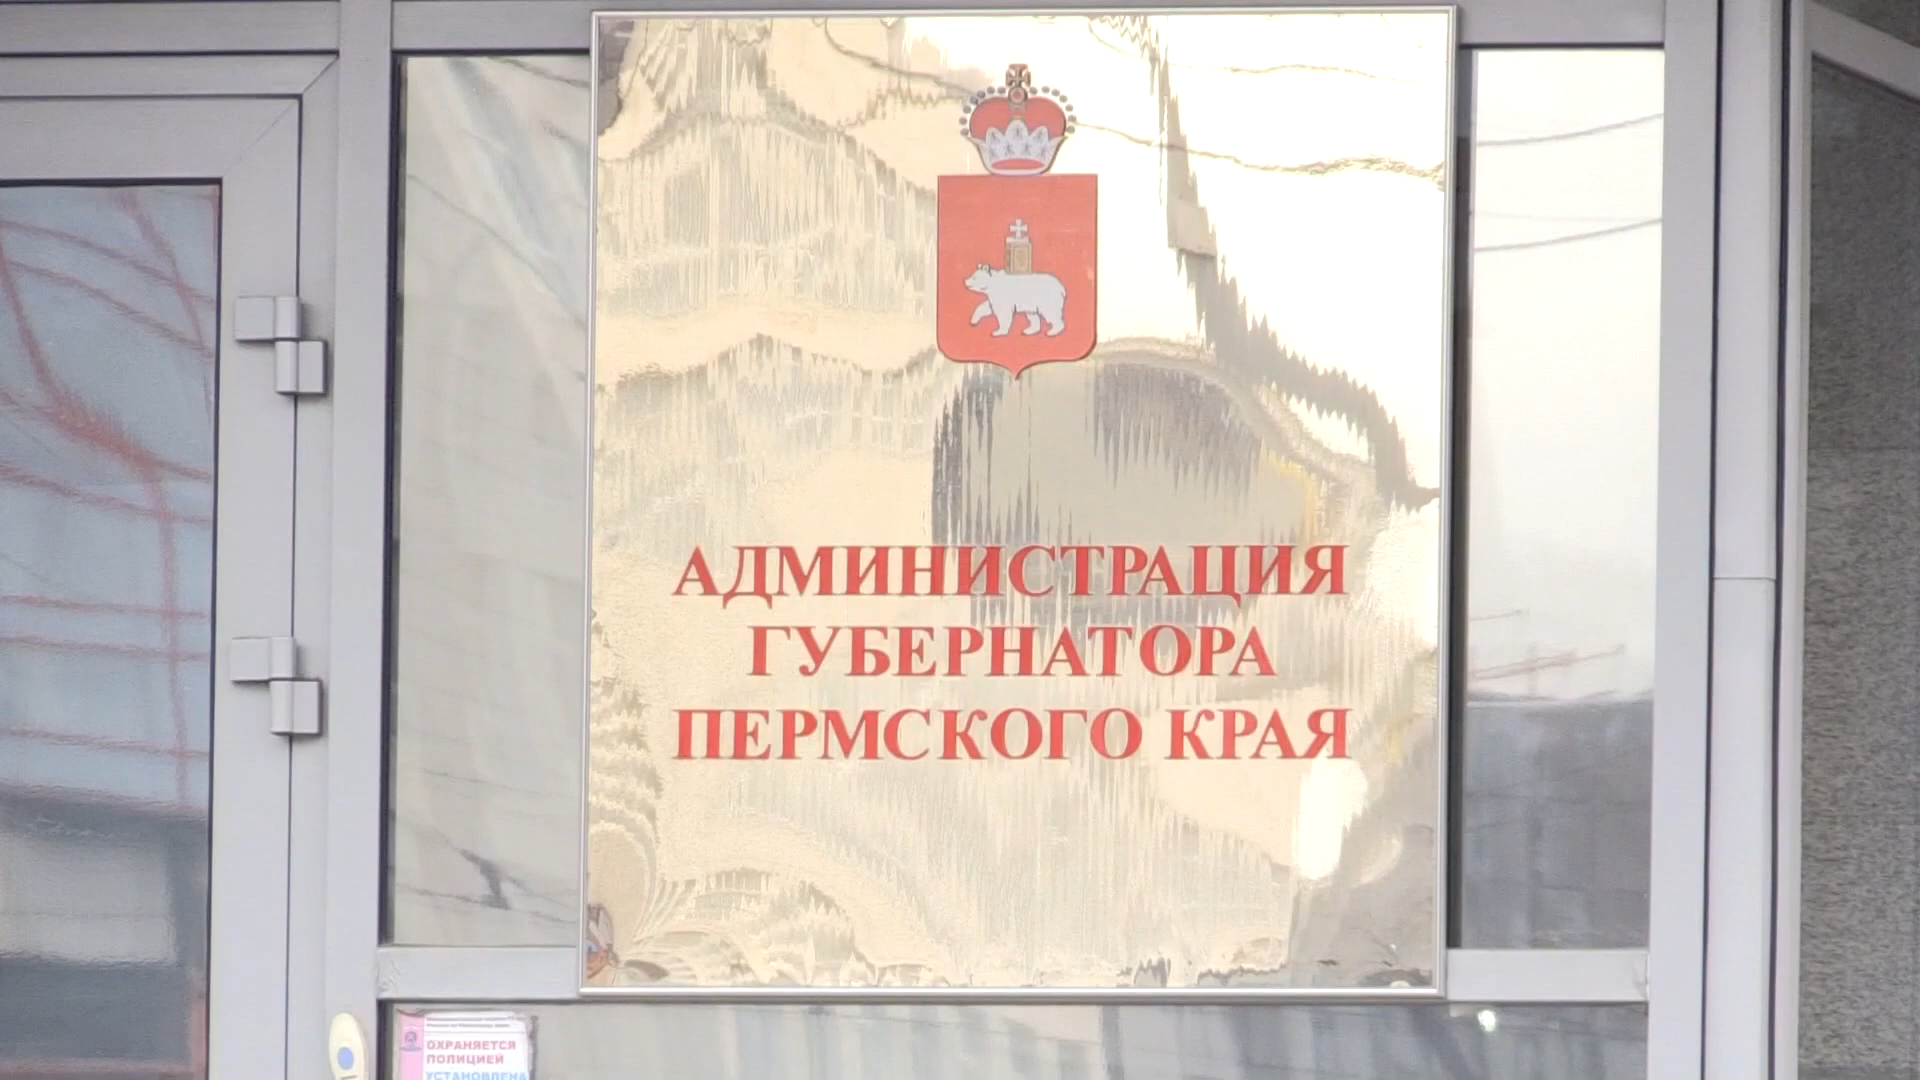 АДМИНИСТРАЦИЯ
ГУБЕРНАТОРА
ПЕРМСКОГО КРАЯ
ОХРАНЯЕТСЯ
ПОЛИЦИЕЙ
УСТАНОВЛЕНА